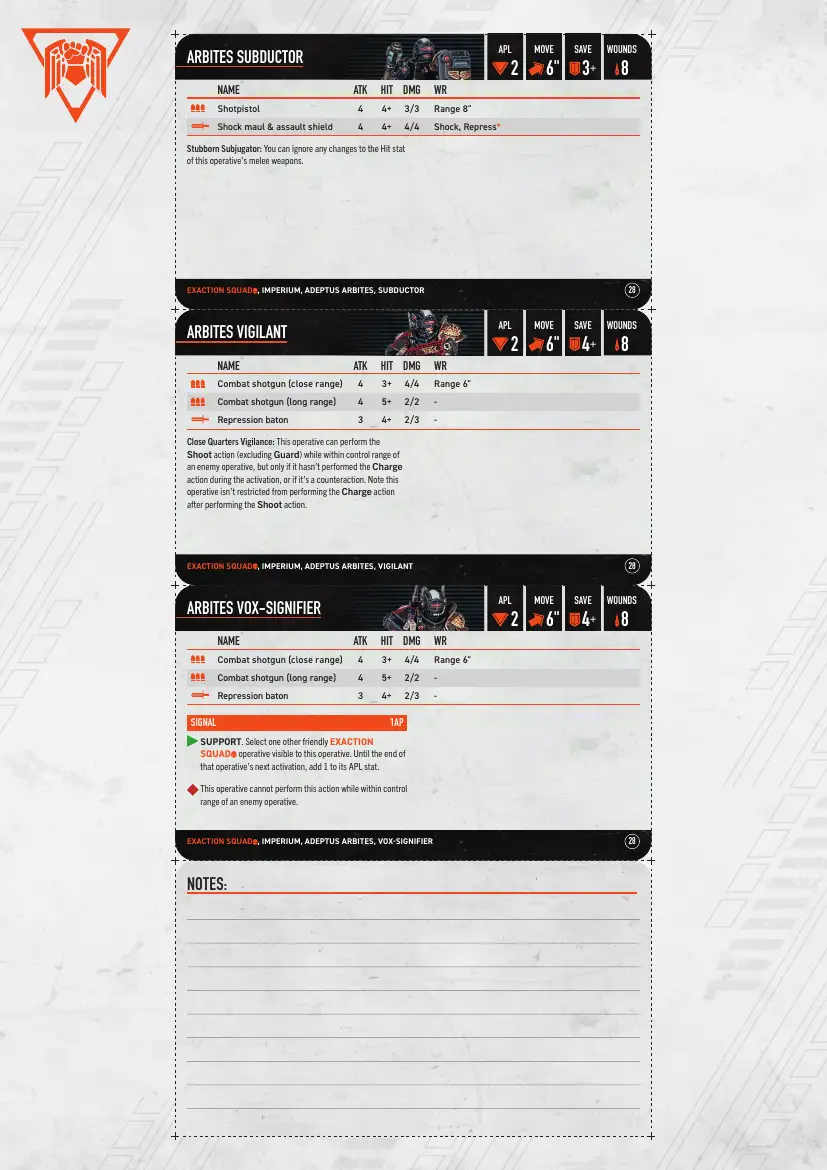 ARBITES SUBDUCTOR
APL MOVE SAVE WOUNDS
2 6" 3+ 8
NAME ATK HIT DMG WR
Shotpistol 4 4+ 3/3 Range 8"
Shock maul & assault shield 4 4+ 4/4 Shock, Repress*
Stubborn Subjugator: You can ignore any changes to the Hit stat
of this operative's melee weapons.
EXACTION SQUAD, IMPERIUM, ADEPTUS ARBITES, SUBDUCTOR 28
ARBITES VIGILANT
APL MOVE SAVE WOUNDS
2 6" 4+ 8
NAME ATK HIT DMG WR
Combat shotgun (close range) 4 3+ 4/4 Range 6"
Combat shotgun (long range) 4 5+ 2/2 -
Repression baton 3 4+ 2/3 -
Close Quarters Vigilance: This operative can perform the
Shoot action (excluding Guard) while within control range of
an enemy operative, but only if it hasn't performed the Charge
action during the activation, or if it's a counteraction. Note this
operative isn't restricted from performing the Charge action
after performing the Shoot action.
EXACTION SQUAD, IMPERIUM, ADEPTUS ARBITES, VIGILANT 28
ARBITES VOX-SIGNIFIER
APL MOVE SAVE WOUNDS
2 6" 4+ 8
NAME ATK HIT DMG WR
Combat shotgun (close range) 4 3+ 4/4 Range 6"
Combat shotgun (long range) 4 5+ 2/2 -
Repression baton 3 4+ 2/3 -
SIGNAL 1AP
SUPPORT. Select one other friendly EXACTION
SQUAD operative visible to this operative. Until the end of
that operative's next activation, add 1 to its APL stat.
This operative cannot perform this action while within control
range of an enemy operative.
EXACTION SQUAD, IMPERIUM, ADEPTUS ARBITES, VOX-SIGNIFIER 28
NOTES: